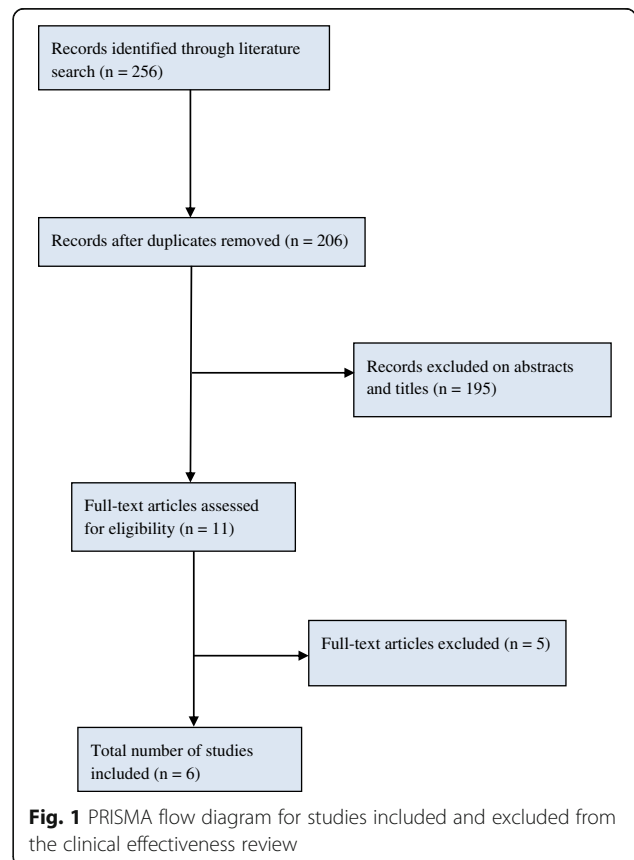 Records identified through literature
search (n = 256)
Records after duplicates removed (n = 206)
Records excluded on abstracts
and titles (n = 195)
Full-text articles assessed
for eligibility (n = 11)
Full-text articles excluded (n = 5)
Total number of studies
included (n = 6)
Fig. 1 PRISMA flow diagram for studies included and excluded from
the clinical effectiveness review